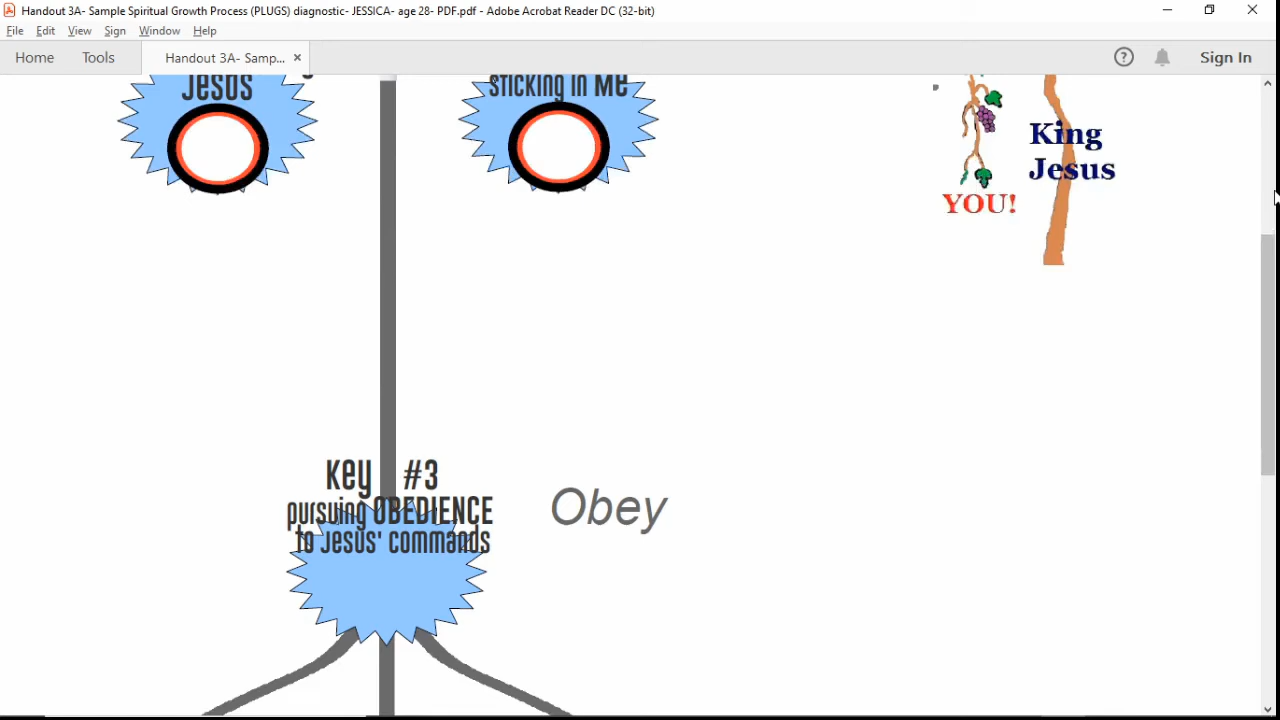 Handout 3A- Sample Spiritual Growth Process (PLUGS) diagnostic- JESSICA- age 28- PDF.pdf - Adobe Acrobat Reader DC (32-bit)
File Edit View Sign Window Help
Home Tools Handout 3A- Samp... × Sign In
Jesus
sticking in Me
King
Jesus
YOU!
Key #3
pursuing OBEDIENCE
to Jesus' commands
Obey